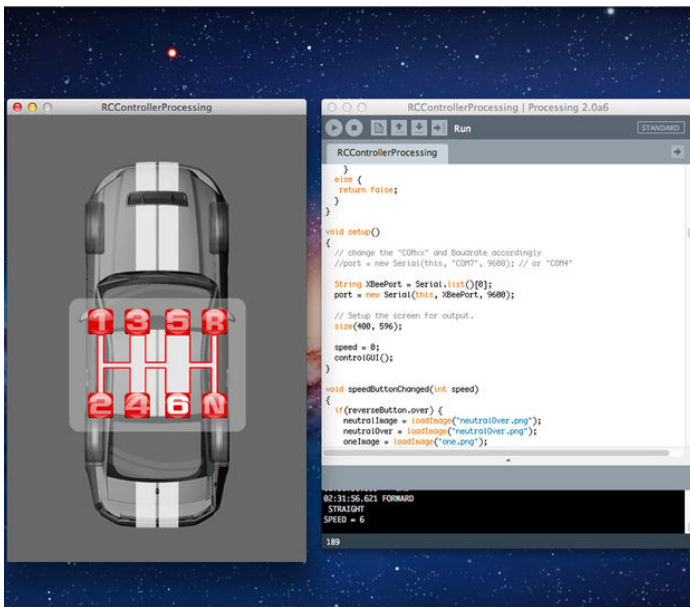 RCControllerProcessing
1 3 5 R
2 4 6 N
RCControllerProcessing | Processing 2.0a6
Run
STANDARD
RCControllerProcessing
}
else {
return false;
}
}
void setup()
{
// change the "COMxx" and Baudrate accordingly
//port = new Serial(this, "COM7", 9600); // or "COM4"
String XBeePort = Serial.list()[0];
port = new Serial(this, XBeePort, 9600);
// Setup the screen for output.
size(400, 596);
speed = 0;
controlGUI();
}
void speedButtonChanged(int speed)
{
if(reverseButton.over) {
neutralImage = loadImage("neutralOver.png");
neutralOver = loadImage("neutralOver.png");
oneImage = loadImage("one.png");
02:31:56.621 FORWARD
STRAIGHT
SPEED = 6
189